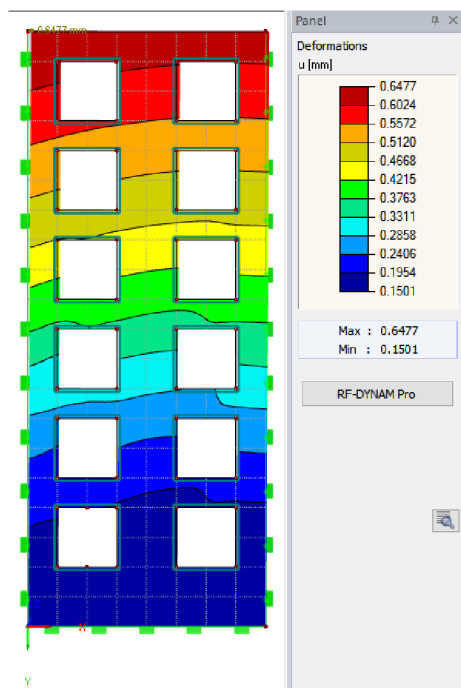 0.6477 mm
X
Y
Panel
Deformations
u [mm]
0.6477
0.6024
0.5572
0.5120
0.4668
0.4215
0.3763
0.3311
0.2858
0.2406
0.1954
0.1501
Max : 0.6477
Min : 0.1501
RF-DYNAM Pro